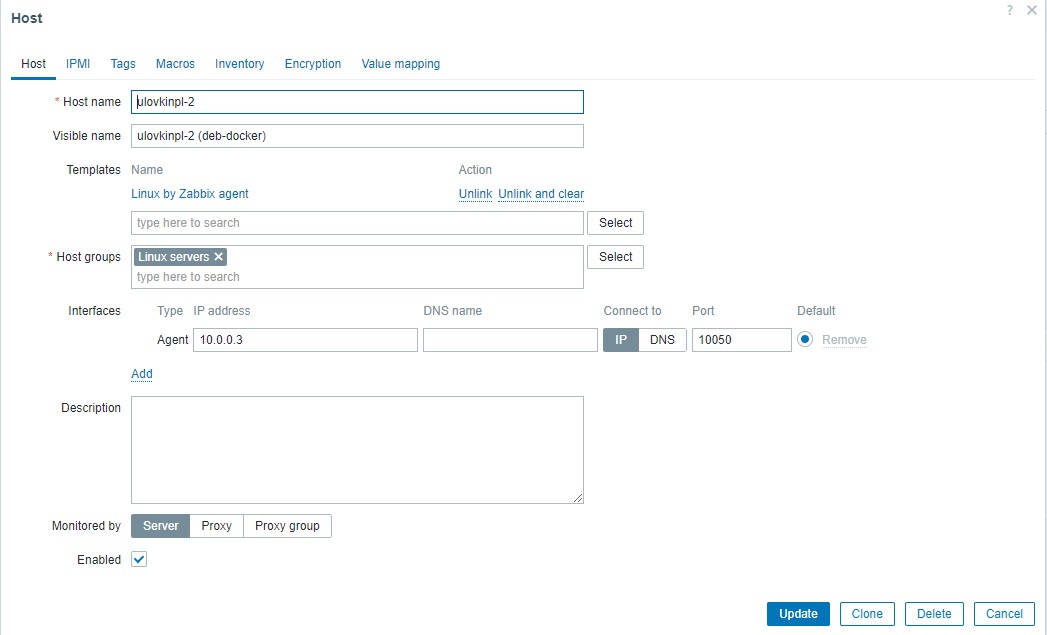 Host
? ×
Host IPMI Tags Macros Inventory Encryption Value mapping
* Host name ulovkinpl-2
Visible name ulovkinpl-2 (deb-docker)
Templates Name Action
Linux by Zabbix agent Unlink Unlink and clear
type here to search Select
* Host groups Linux servers × Select
type here to search
Interfaces Type IP address DNS name Connect to Port Default
Agent 10.0.0.3 IP DNS 10050 Remove
Add
Description
Monitored by Server Proxy Proxy group
Enabled
Update Clone Delete Cancel